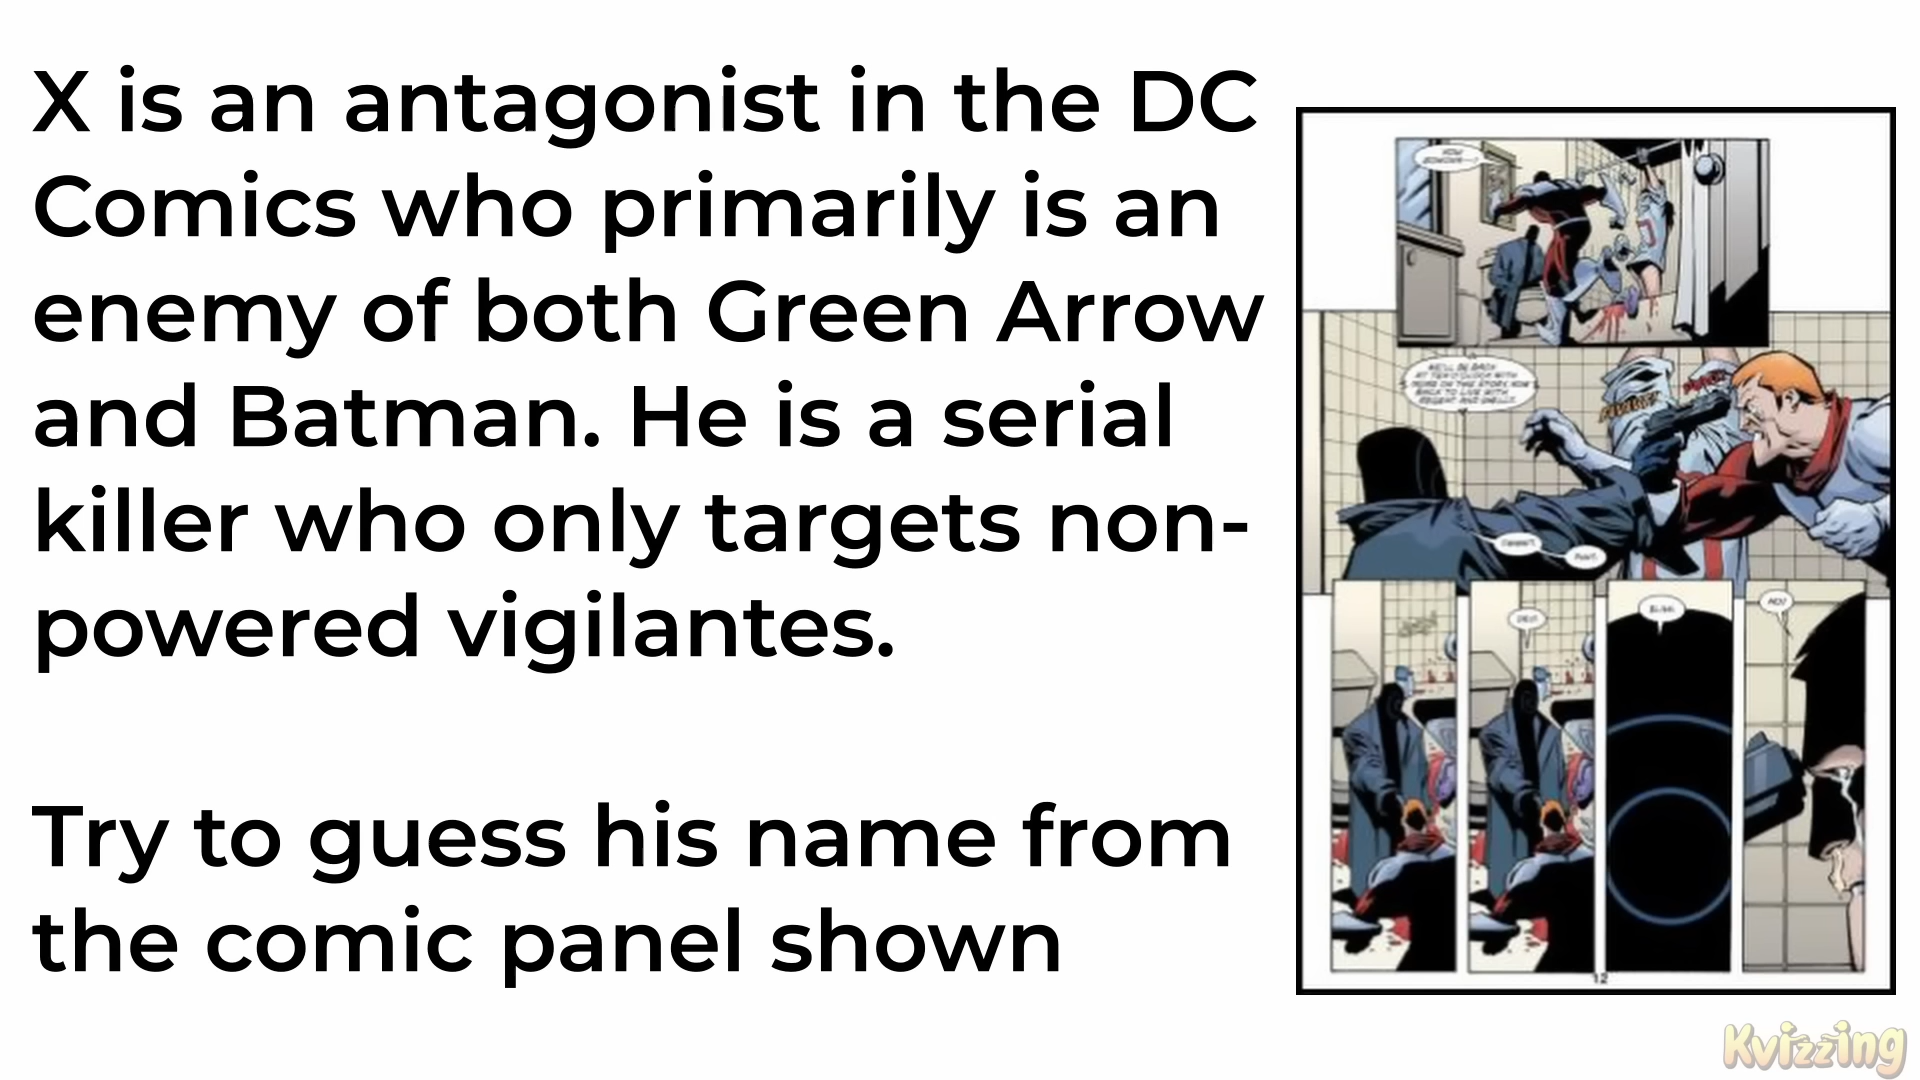 X is an antagonist in the DC
Comics who primarily is an
enemy of both Green Arrow
and Batman. He is a serial
killer who only targets non-
powered vigilantes.
Try to guess his name from
the comic panel shown
12
Kvizzing